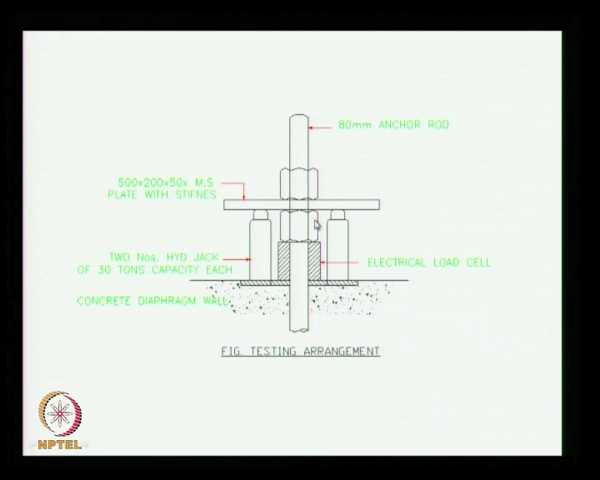 80mm ANCHOR ROD
500x200x50x M.S
PLATE WITH STIFNES
TWO Nos. HYD JACK
OF 30 TONS CAPACITY EACH
ELECTRICAL LOAD CELL
CONCRETE DIAPHRAGM WALL
FIG. TESTING ARRANGEMENT
NPTEL